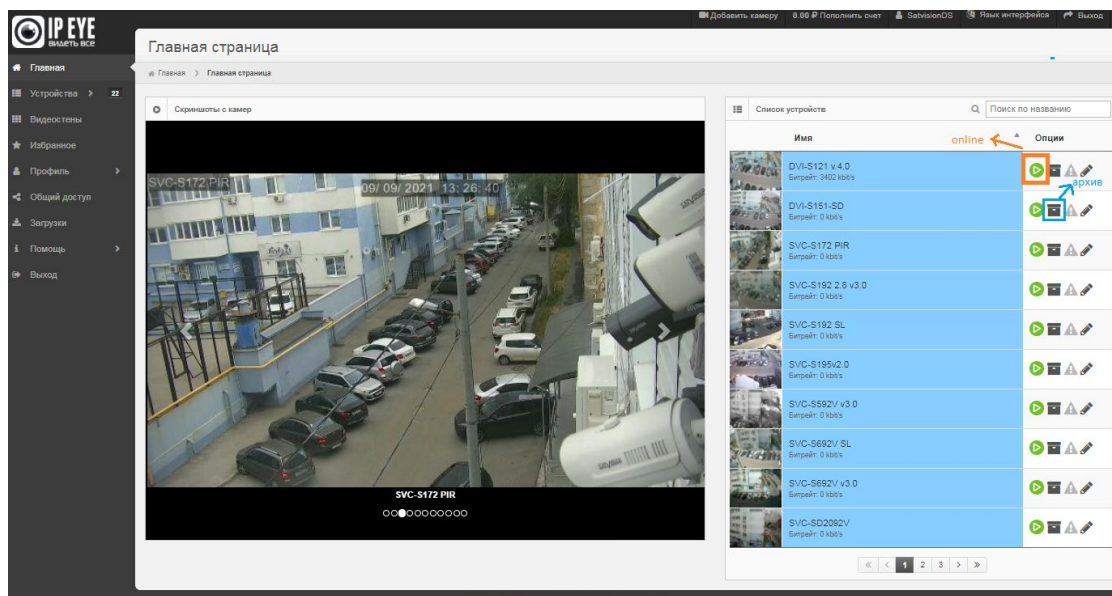 IP EYE
ВИДЕТЬ ВСЕ
Добавить камеру 0.00 ₽ Пополнить счет SatvisionDS Язык интерфейса Выход
Главная
Устройства > 22
Видеостены
Избранное
Профиль >
Общий доступ
Загрузки
Помощь >
Выход
Главная страница
Главная > Главная страница
Скриншоты с камер
SVC-S172 PIR
09/ 09/ 2021 13: 26: 40
SVC-S172 PIR
Список устройств
Поиск по названию
Имя
online
Опции
DVI-S121 v.4.0
Битрейт: 3402 kbit/s
архив
DVI-S151-SD
Битрейт: 0 kbit/s
SVC-S172 PIR
Битрейт: 0 kbit/s
SVC-S192 2.8 v3.0
Битрейт: 0 kbit/s
SVC-S192 SL
Битрейт: 0 kbit/s
SVC-S195v2.0
Битрейт: 0 kbit/s
SVC-S592V v3.0
Битрейт: 0 kbit/s
SVC-S692V SL
Битрейт: 0 kbit/s
SVC-S692V v3.0
Битрейт: 0 kbit/s
SVC-SD2092V
Битрейт: 0 kbit/s
« < 1 2 3 > »